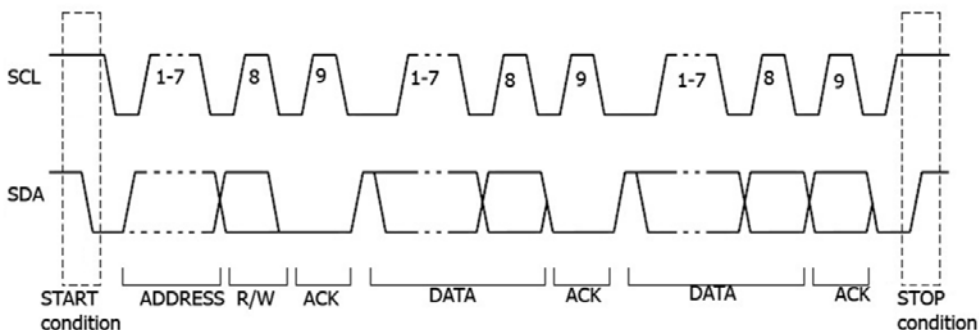 SCL 1-7 8 9 1-7 8 9 1-7 8 9
SDA
START condition ADDRESS R/W ACK DATA ACK DATA ACK STOP condition